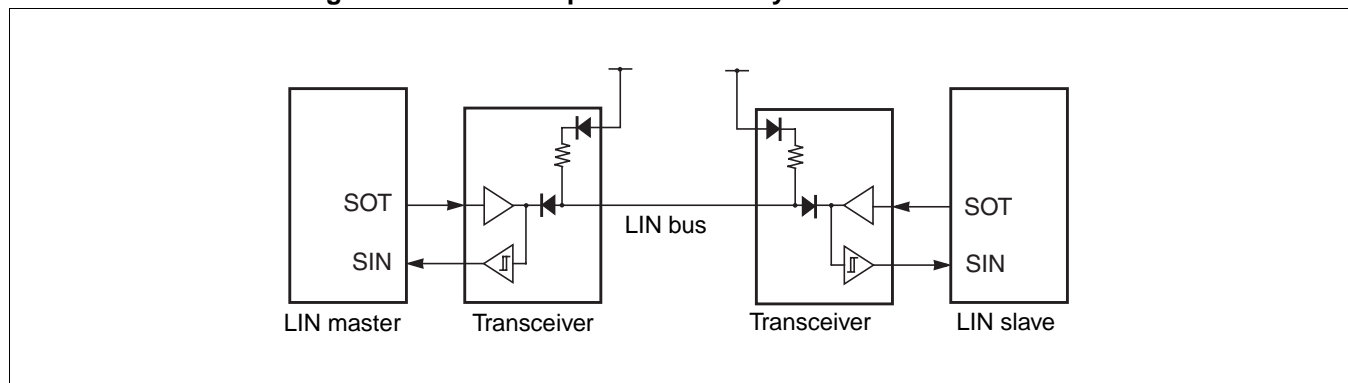 SOT
SIN
LIN bus
SOT
SIN
LIN master
Transceiver
Transceiver
LIN slave